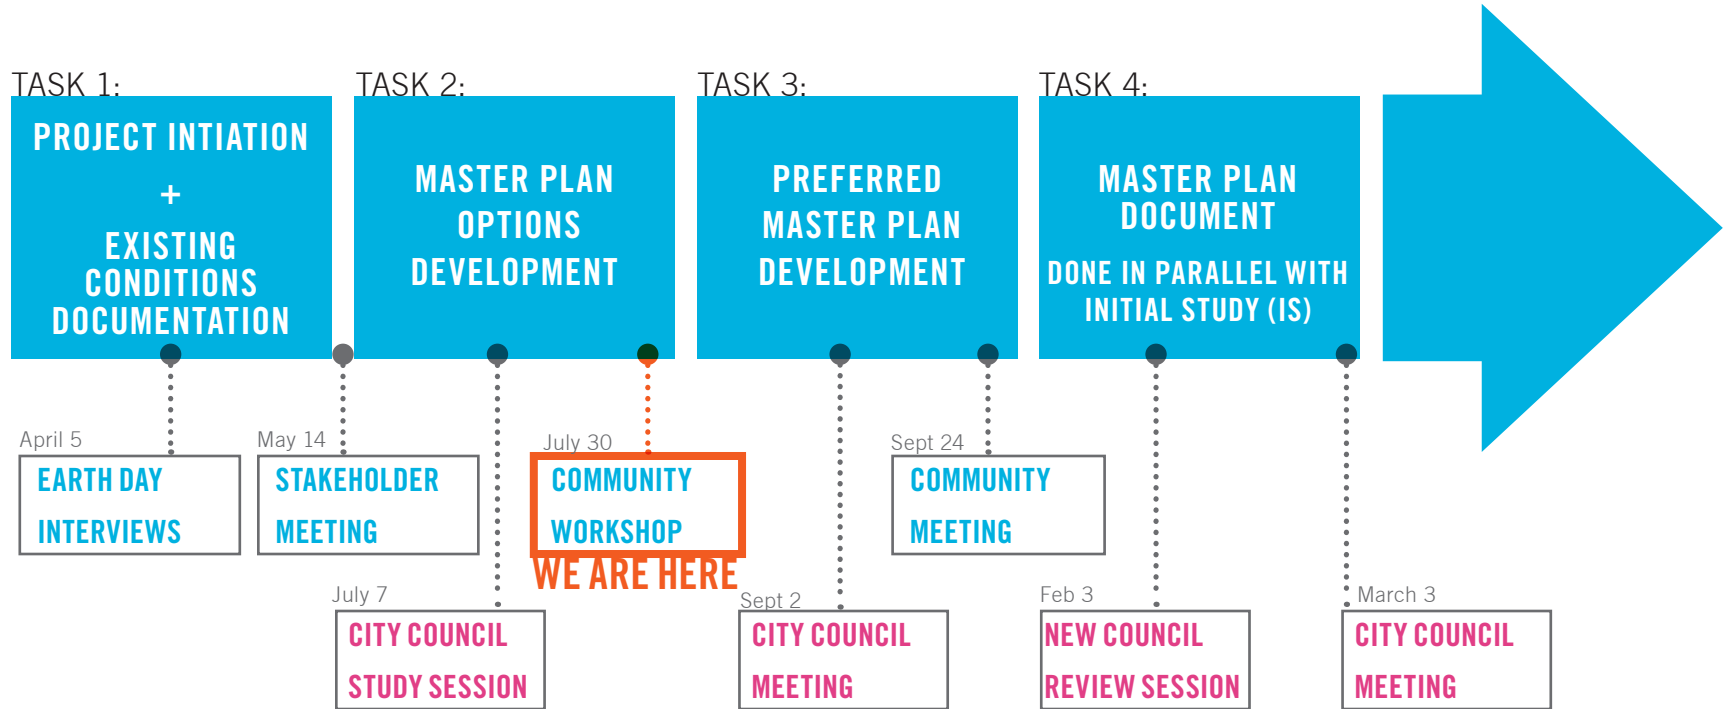 TASK 1:
PROJECT INTIATION
+
EXISTING
CONDITIONS
DOCUMENTATION
TASK 2:
MASTER PLAN
OPTIONS
DEVELOPMENT
TASK 3:
PREFERRED
MASTER PLAN
DEVELOPMENT
TASK 4:
MASTER PLAN
DOCUMENT
DONE IN PARALLEL WITH
INITIAL STUDY (IS)
April 5
EARTH DAY
INTERVIEWS
May 14
STAKEHOLDER
MEETING
July 30
COMMUNITY
WORKSHOP
WE ARE HERE
Sept 24
COMMUNITY
MEETING
July 7
CITY COUNCIL
STUDY SESSION
Sept 2
CITY COUNCIL
MEETING
Feb 3
NEW COUNCIL
REVIEW SESSION
March 3
CITY COUNCIL
MEETING